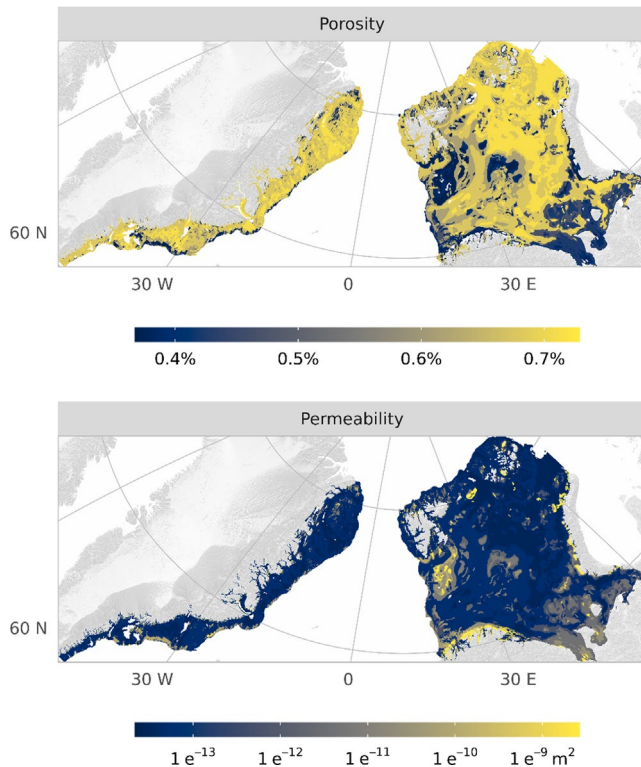 Porosity
60 N
30 W 0 30 E
0.4% 0.5% 0.6% 0.7%
Permeability
60 N
30 W 0 30 E
1 e⁻¹³ 1 e⁻¹² 1 e⁻¹¹ 1 e⁻¹⁰ 1 e⁻⁹ m²